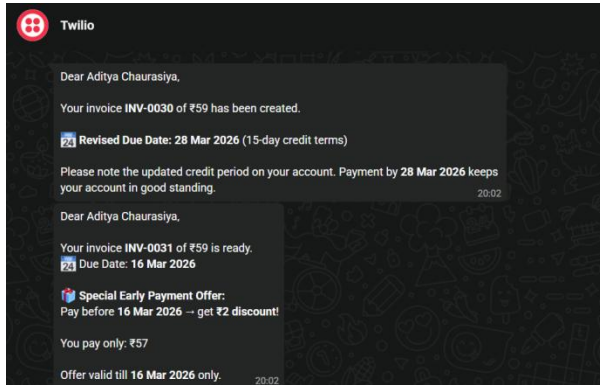 Twilio
Dear Aditya Chaurasiya,
Your invoice INV-0030 of ₹59 has been created.
📅 Revised Due Date: 28 Mar 2026 (15-day credit terms)
Please note the updated credit period on your account. Payment by 28 Mar 2026 keeps
your account in good standing.
20:02
Dear Aditya Chaurasiya,
Your invoice INV-0031 of ₹59 is ready.
📅 Due Date: 16 Mar 2026
🎁 Special Early Payment Offer:
Pay before 16 Mar 2026 → get ₹2 discount!
You pay only: ₹57
Offer valid till 16 Mar 2026 only.
20:02